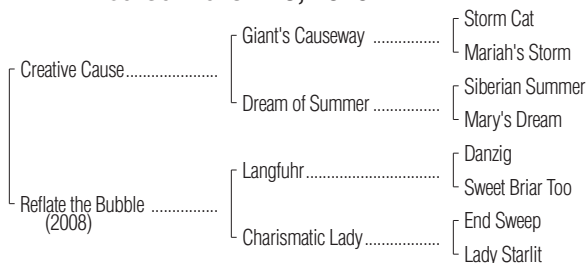 Creative Cause
Reflate the Bubble
(2008)
Giant's Causeway
Dream of Summer
Langfuhr
Charismatic Lady
Storm Cat
Mariah's Storm
Siberian Summer
Mary's Dream
Danzig
Sweet Briar Too
End Sweep
Lady Starlit